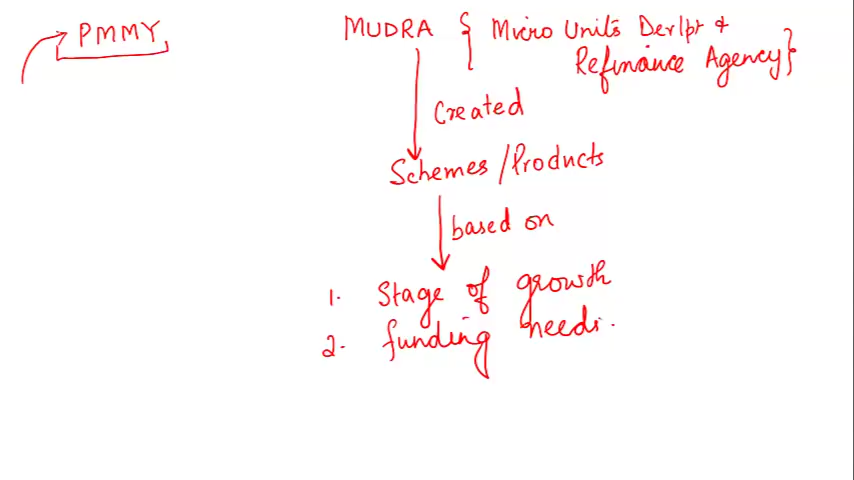 PMMY
MUDRA { Micro Units Devlpt &
Refinance Agency}
Created
Schemes/Products
based on
1. Stage of growth
2. funding needs.